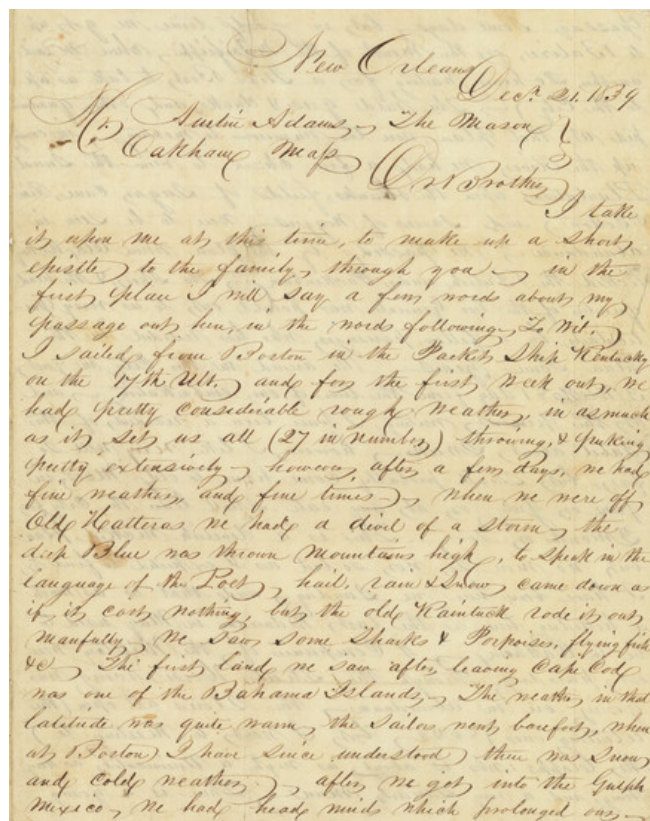 New Orleans
Decr. 21. 1839
Mr. Austin Adams, The Mason
Oakham Mass
Dr Brother
I take
it, upon me at this time, to make up a short
epistle to the family, through you — in the
first place I will say a few words about my
passage out here, in the words following, To Wit.
I sailed from Boston in the Packet Ship Kentucky
on the 17th Ult. and for the first week out, we
had pretty considerable rough weather, in asmuch
as it set us all (27 in number) throwing, & puking
pretty extensively — however after a few days, we had
fine weather, and fine times — when we were off
Old Hatteras we had a divil of a storm, the
deep Blue was thrown mountains high, to speak in the
language of the Poet, hail, rain & snow came down as
if it cost nothing, but the old Kaintuck rode it out
manfully — we saw some Sharks & Porpoises, flying fish
&c — The first land we saw after leaving Cape Cod
was one of the Bahama Islands, — The weather in that
latitude was quite warm, the sailors went barefoot, when
at Boston I have since understood there was snow
and cold weather — after we got into the Gulph
Mexico, we had head winds which prolonged our